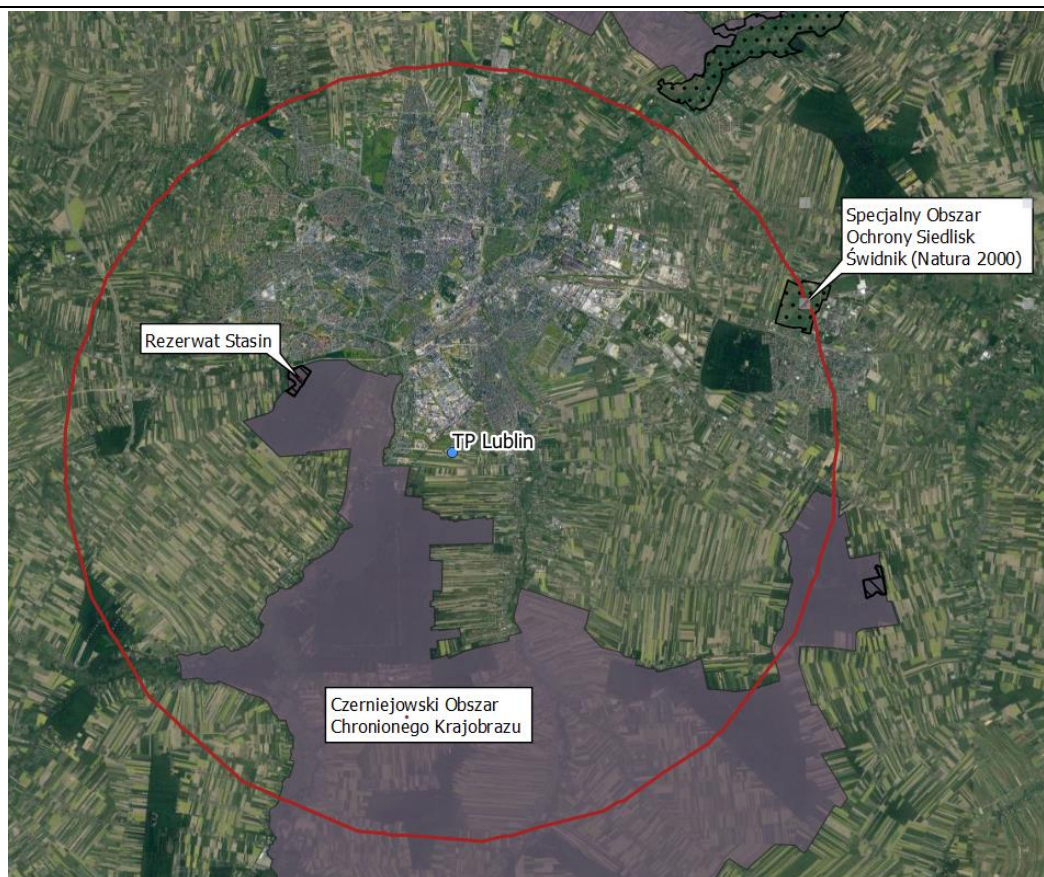 Specjalny Obszar
Ochrony Siedlisk
Świdnik (Natura 2000)
Rezerwat Stasin
TP Lublin
Czerniejowski Obszar
Chronionego Krajobrazu